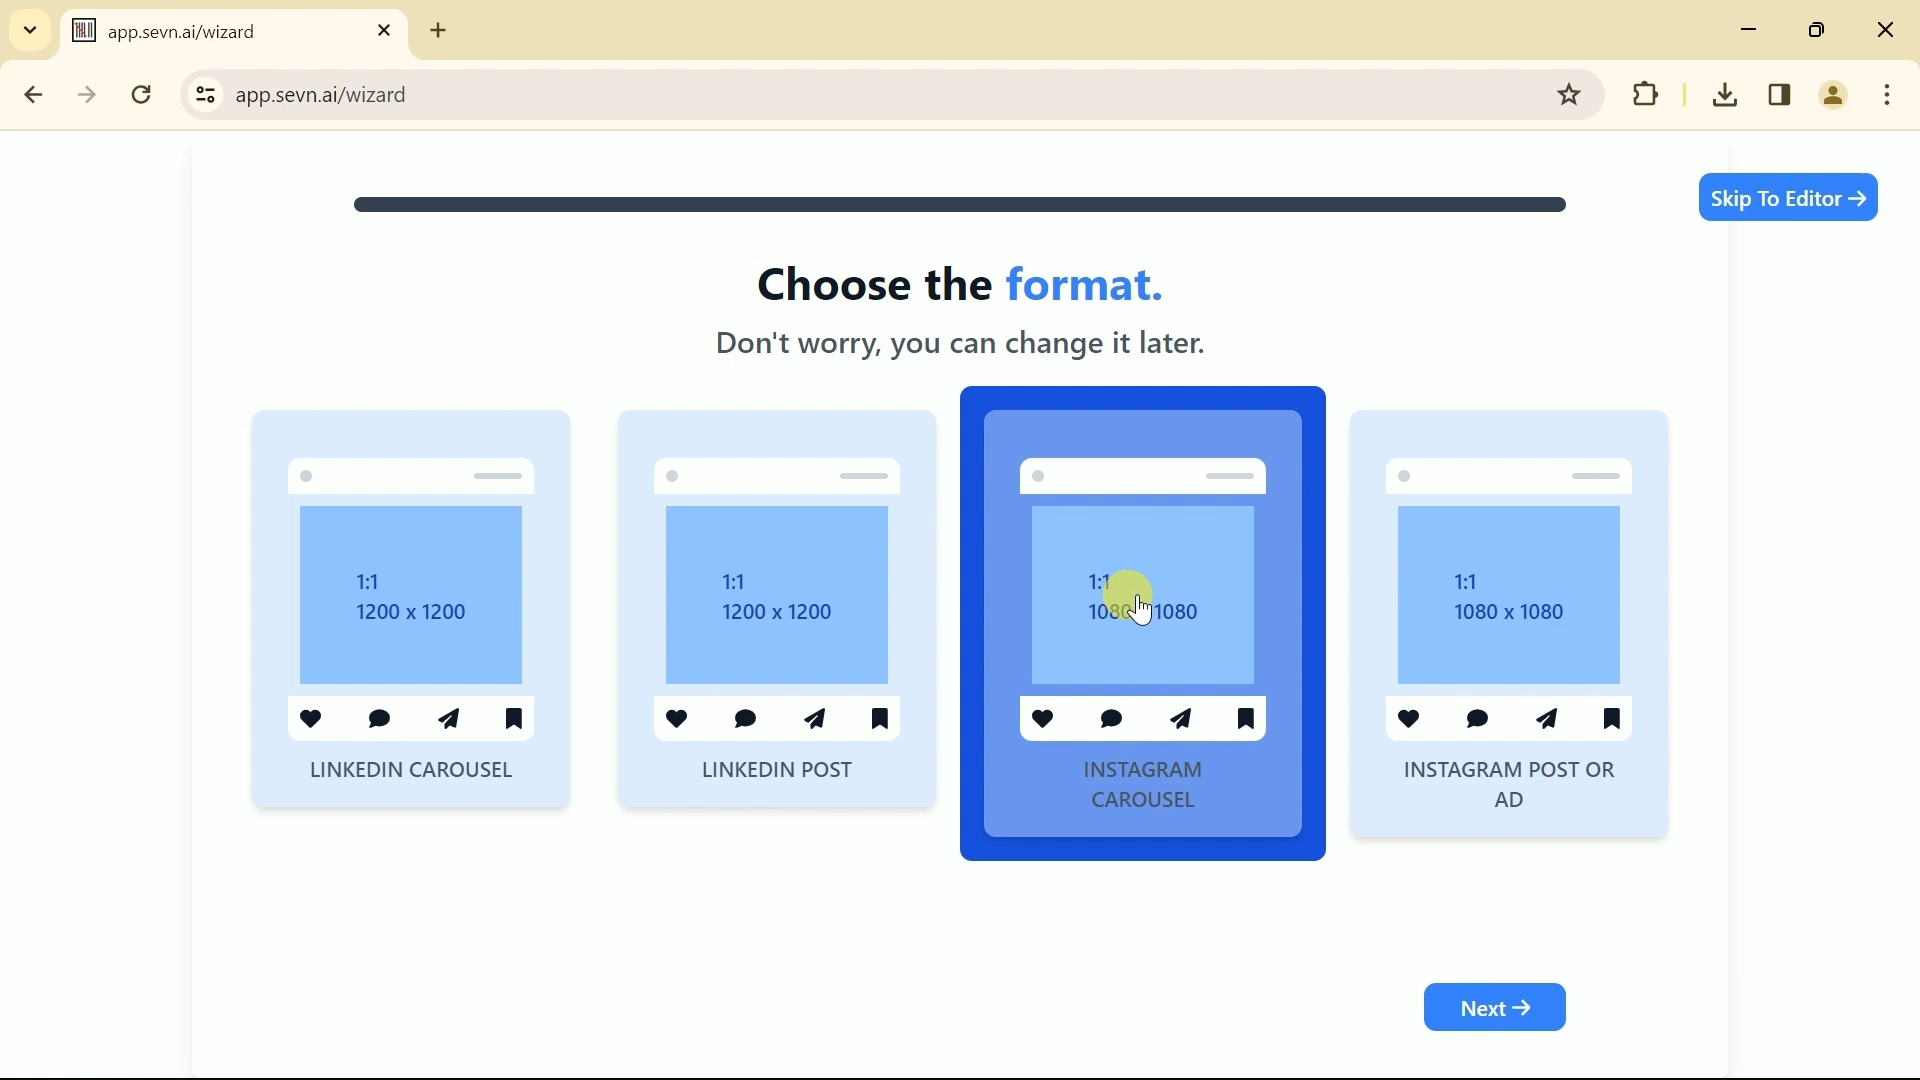 app.sevn.ai/wizard
app.sevn.ai/wizard
Skip To Editor →
Choose the format.
Don't worry, you can change it later.
1:1
1200 x 1200
LINKEDIN CAROUSEL
1:1
1200 x 1200
LINKEDIN POST
1:1
1080 x 1080
INSTAGRAM
CAROUSEL
1:1
1080 x 1080
INSTAGRAM POST OR
AD
Next →